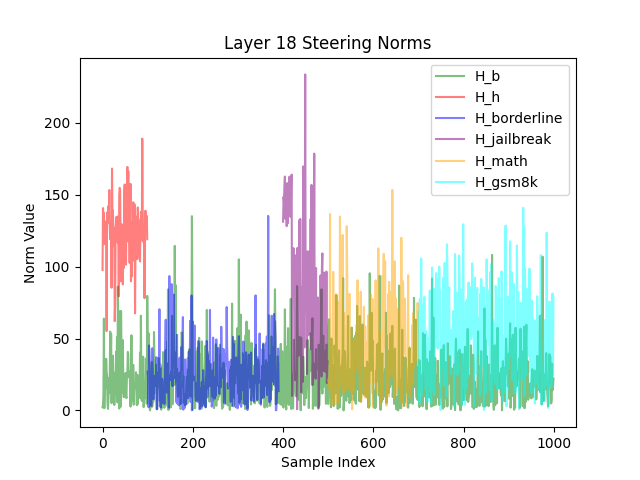 Layer 18 Steering Norms
H_b
H_h
H_borderline
H_jailbreak
H_math
H_gsm8k
Norm Value
200
150
100
50
0
0
200
400
600
800
1000
Sample Index